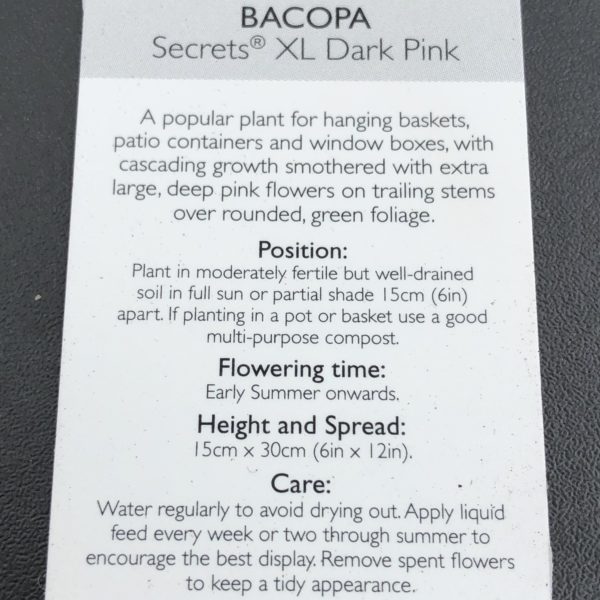 BACOPA
Secrets® XL Dark Pink
A popular plant for hanging baskets,
patio containers and window boxes, with
cascading growth smothered with extra
large, deep pink flowers on trailing stems
over rounded, green foliage.
Position:
Plant in moderately fertile but well-drained
soil in full sun or partial shade 15cm (6in)
apart. If planting in a pot or basket use a good
multi-purpose compost.
Flowering time:
Early Summer onwards.
Height and Spread:
15cm x 30cm (6in x 12in).
Care:
Water regularly to avoid drying out. Apply liquid
feed every week or two through summer to
encourage the best display. Remove spent flowers
to keep a tidy appearance.